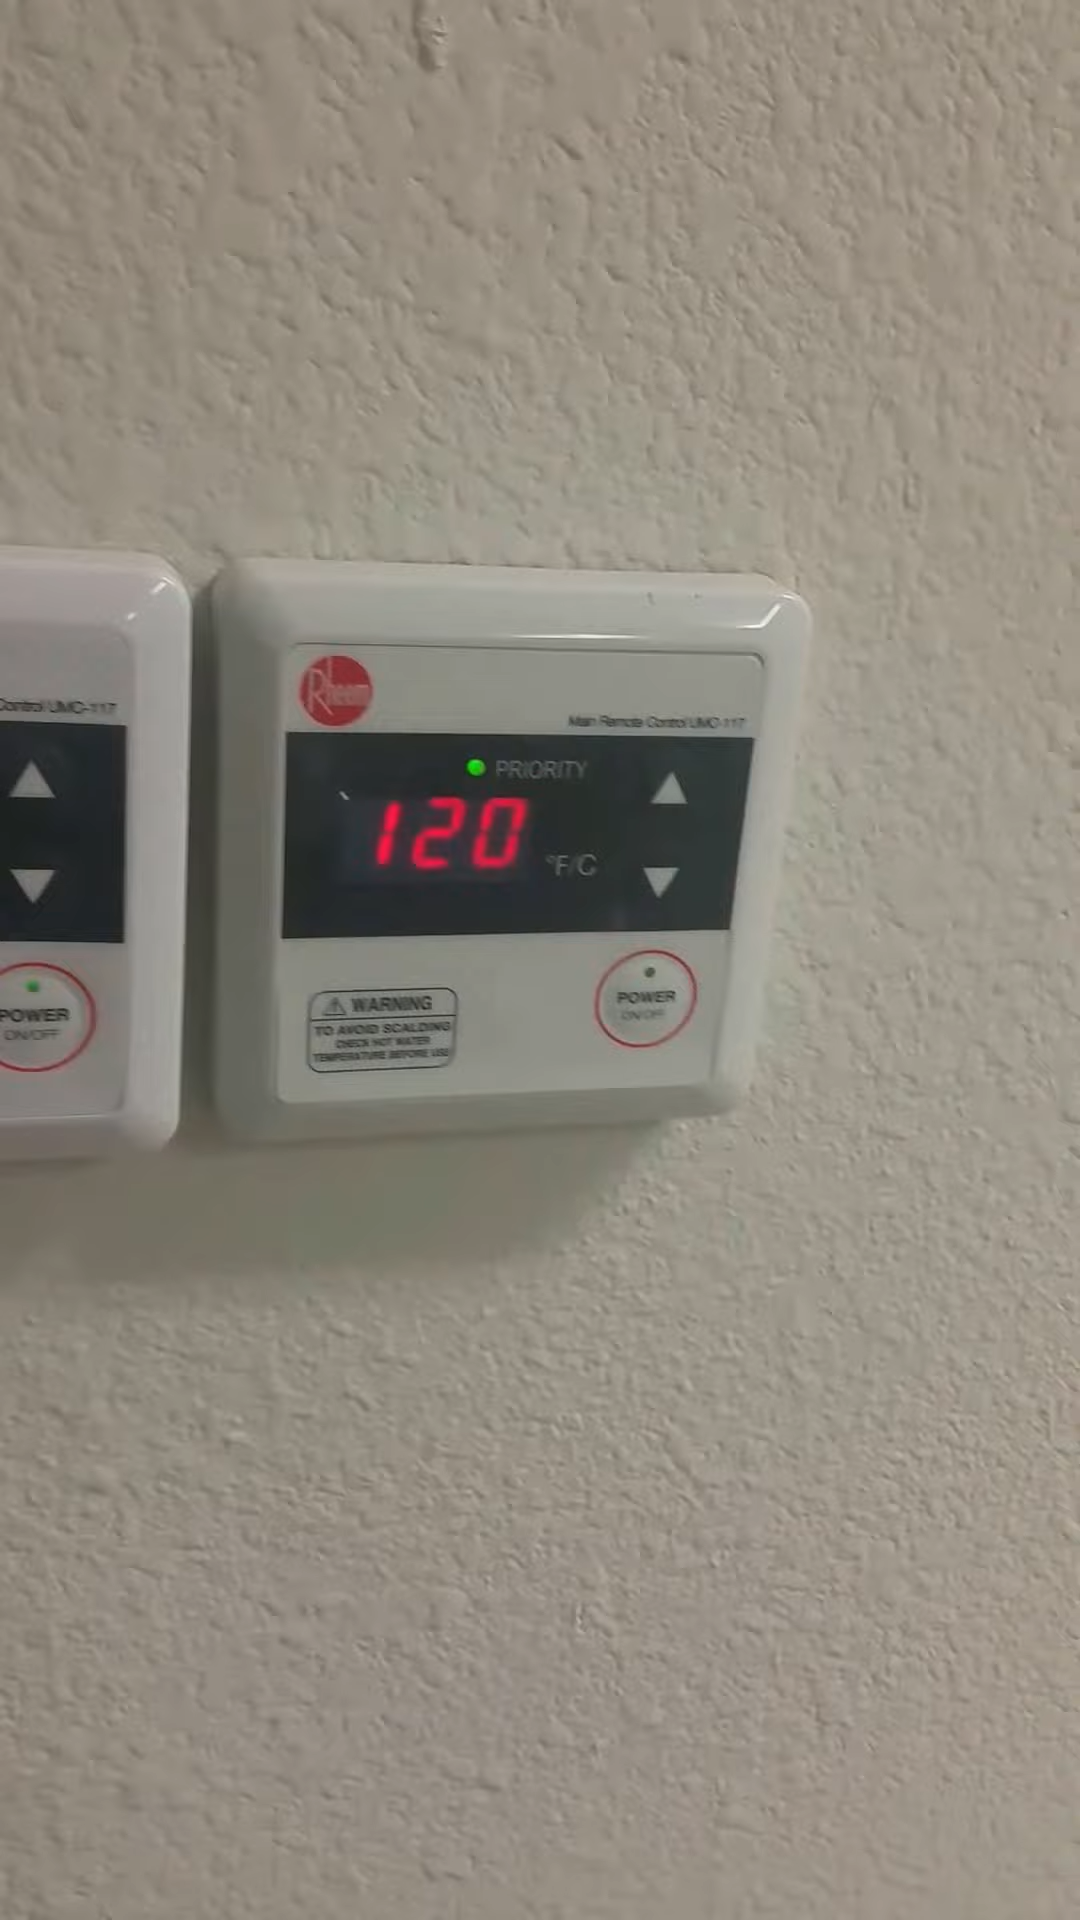 Control UMC-117
POWER
ON/OFF
Rheem
Main Remote Control UMC-117
PRIORITY
120
°F/C
POWER
ON/OFF
WARNING
TO AVOID SCALDING
CHECK HOT WATER
TEMPERATURE BEFORE USE